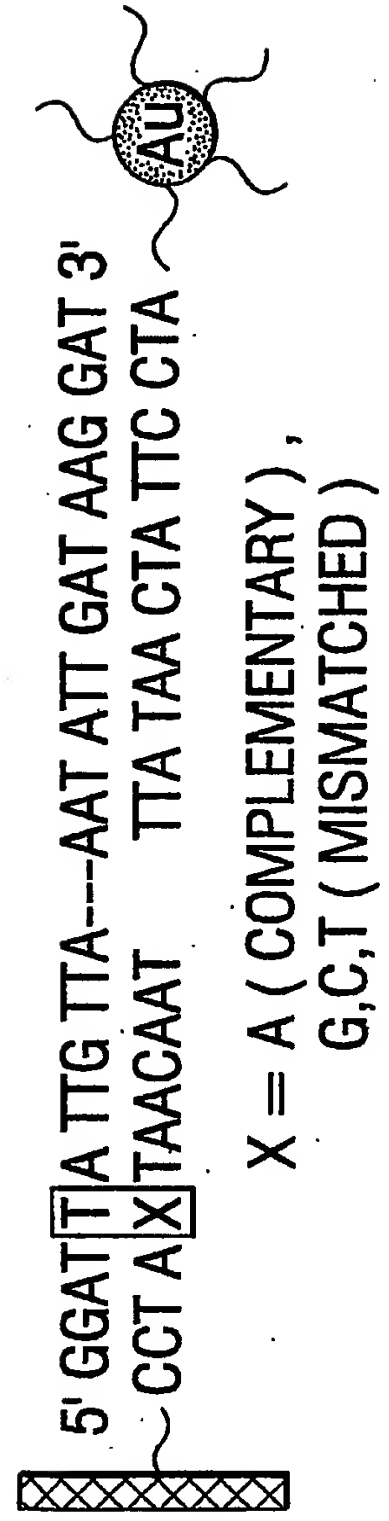 5' GGAT T A TTG TTA---AAT ATT GAT AAG GAT 3'
CCT A X TAACAAT TTA TAA CTA TTC CTA
Au
X = A ( COMPLEMENTARY ) ,
G,C,T ( MISMATCHED )